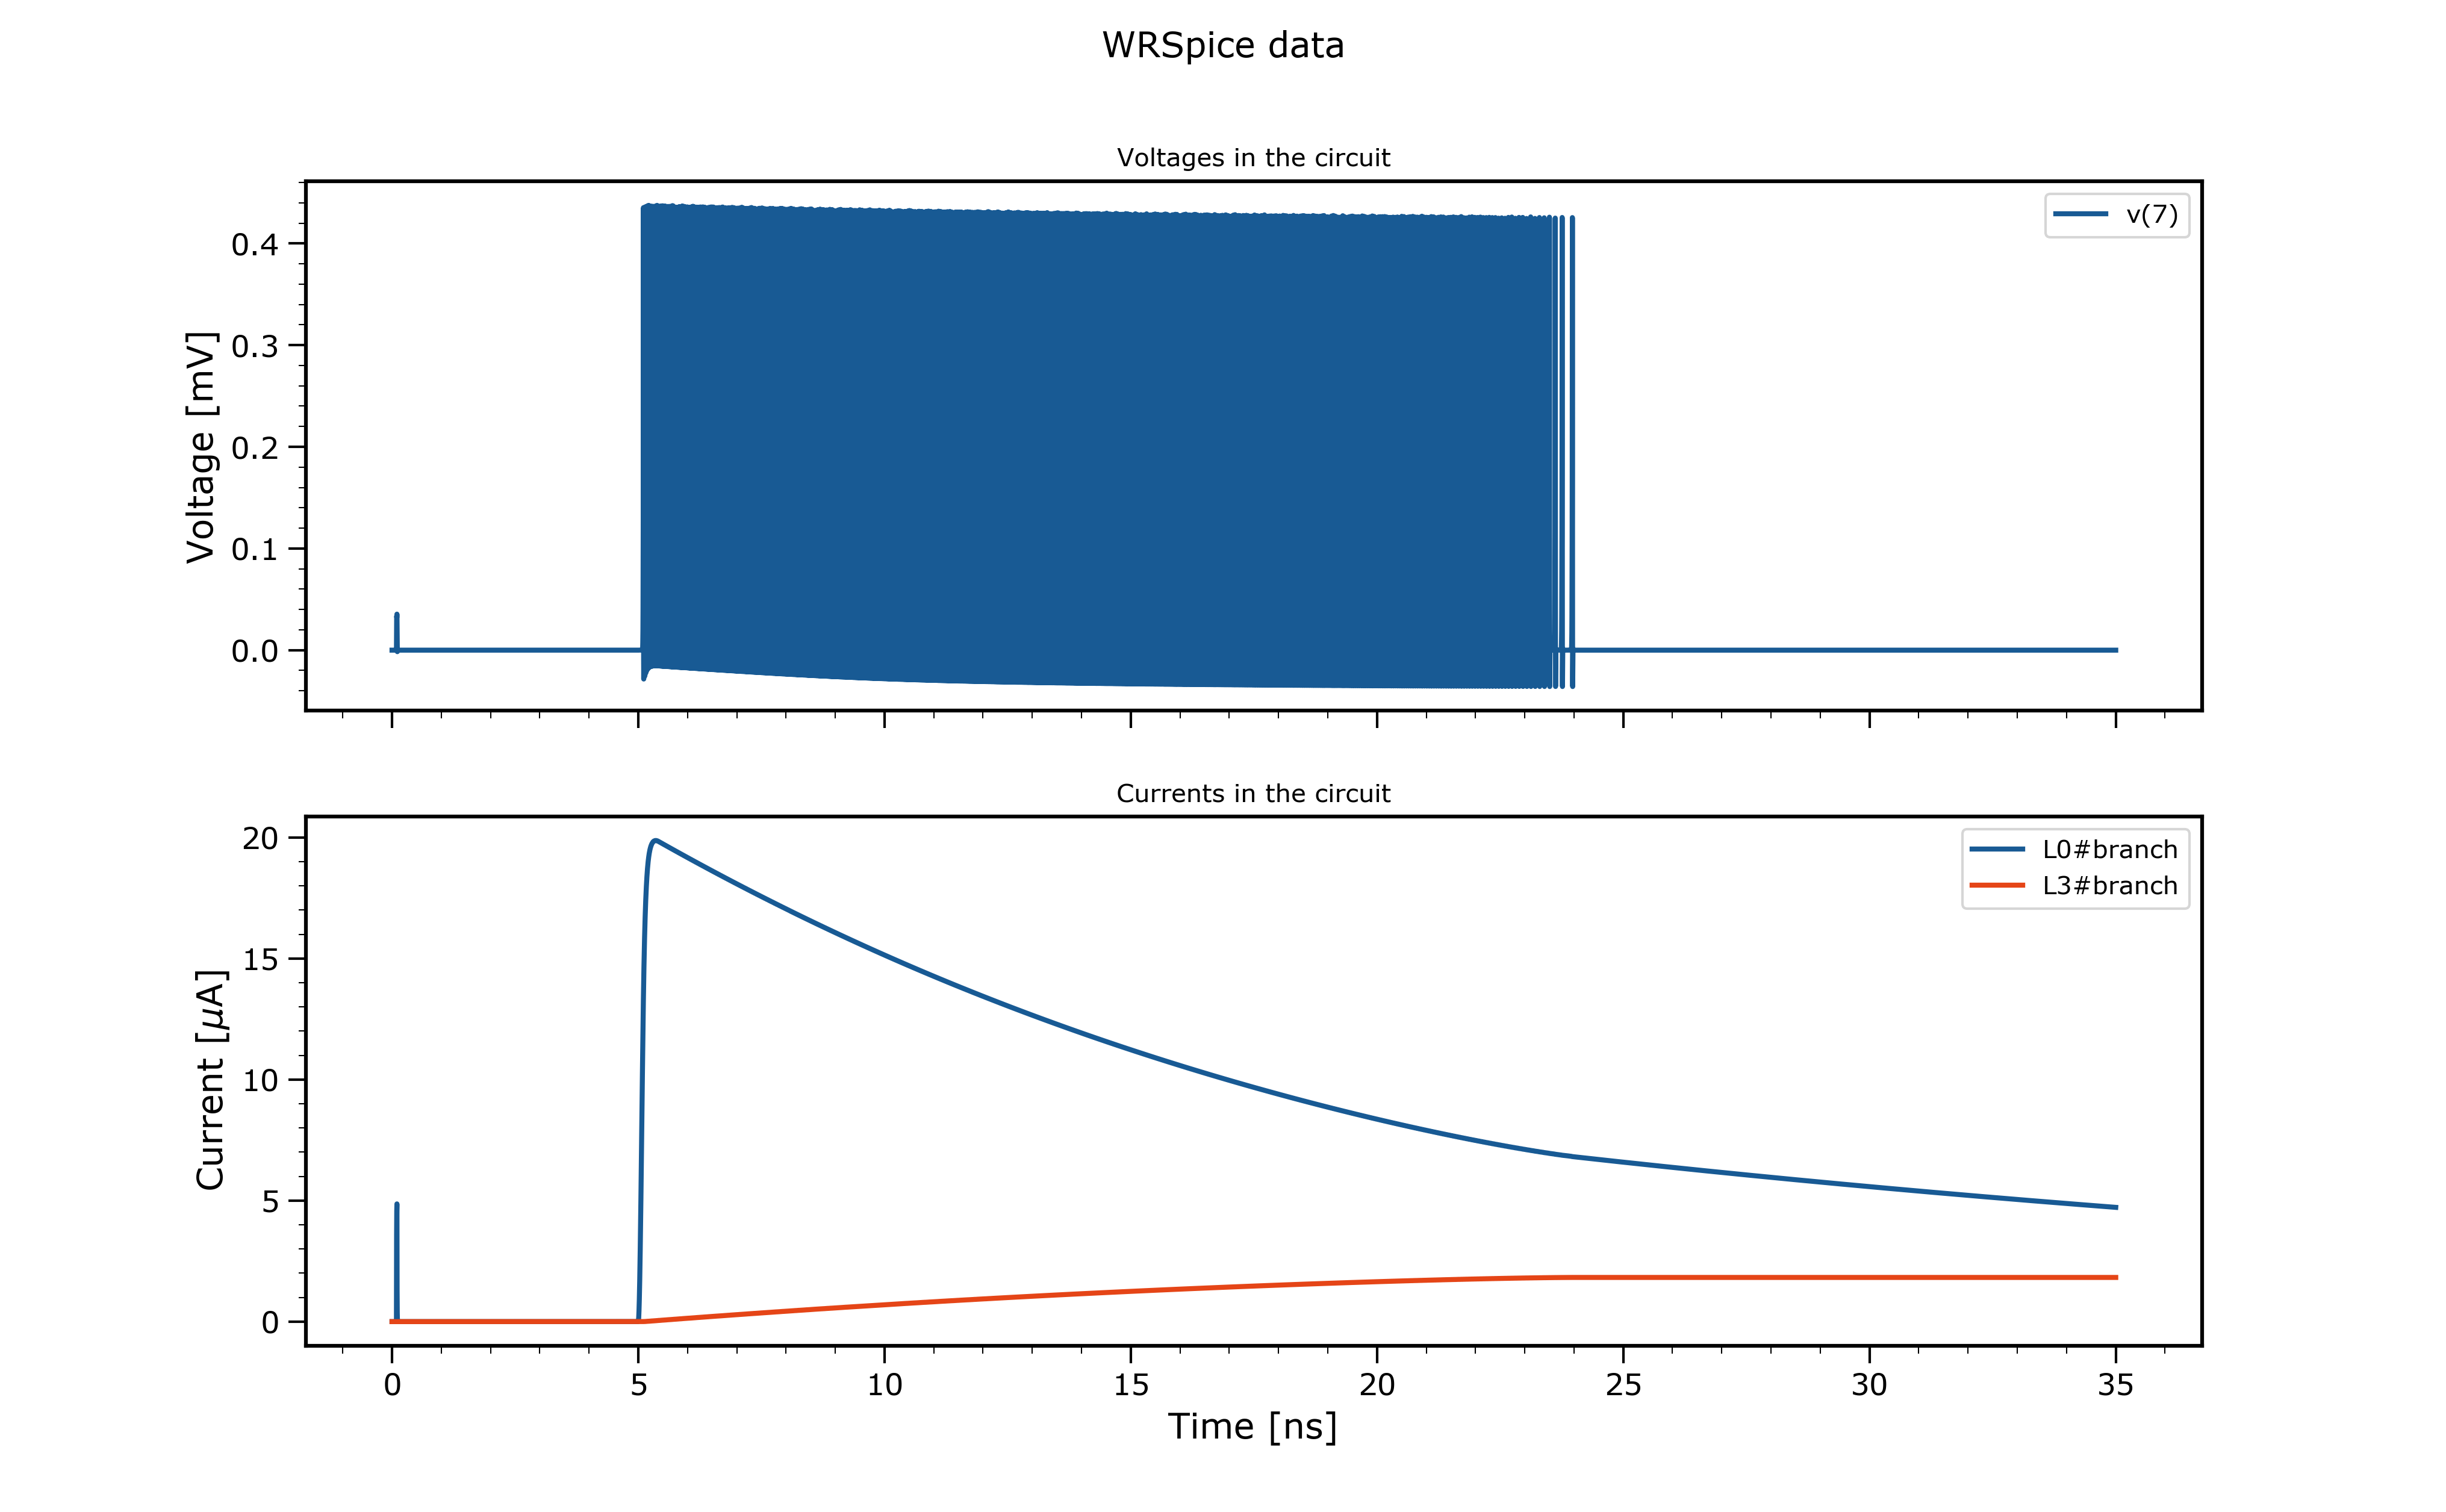 WRSpice data
Voltages in the circuit
v(7)
Voltage [mV]
0.4
0.3
0.2
0.1
0.0
Currents in the circuit
L0#branch
L3#branch
Current [μA]
20
15
10
5
0
0 5 10 15 20 25 30 35
Time [ns]